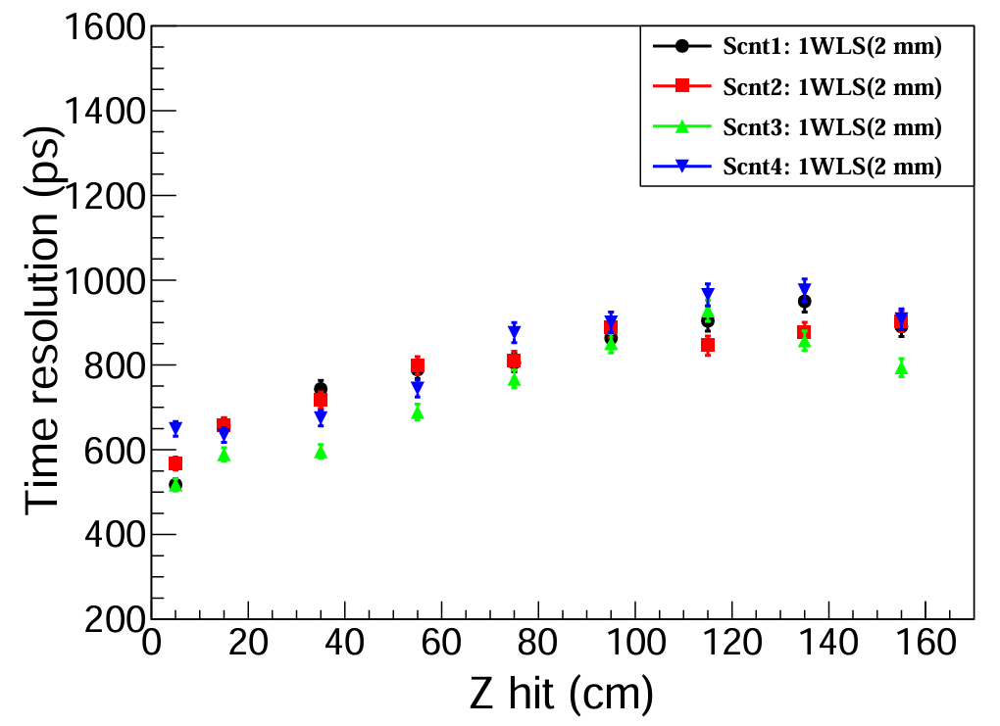 1600
1400
1200
1000
800
600
400
200
Time resolution (ps)
Scnt1: 1WLS(2 mm)
Scnt2: 1WLS(2 mm)
Scnt3: 1WLS(2 mm)
Scnt4: 1WLS(2 mm)
0 20 40 60 80 100 120 140 160
Z hit (cm)